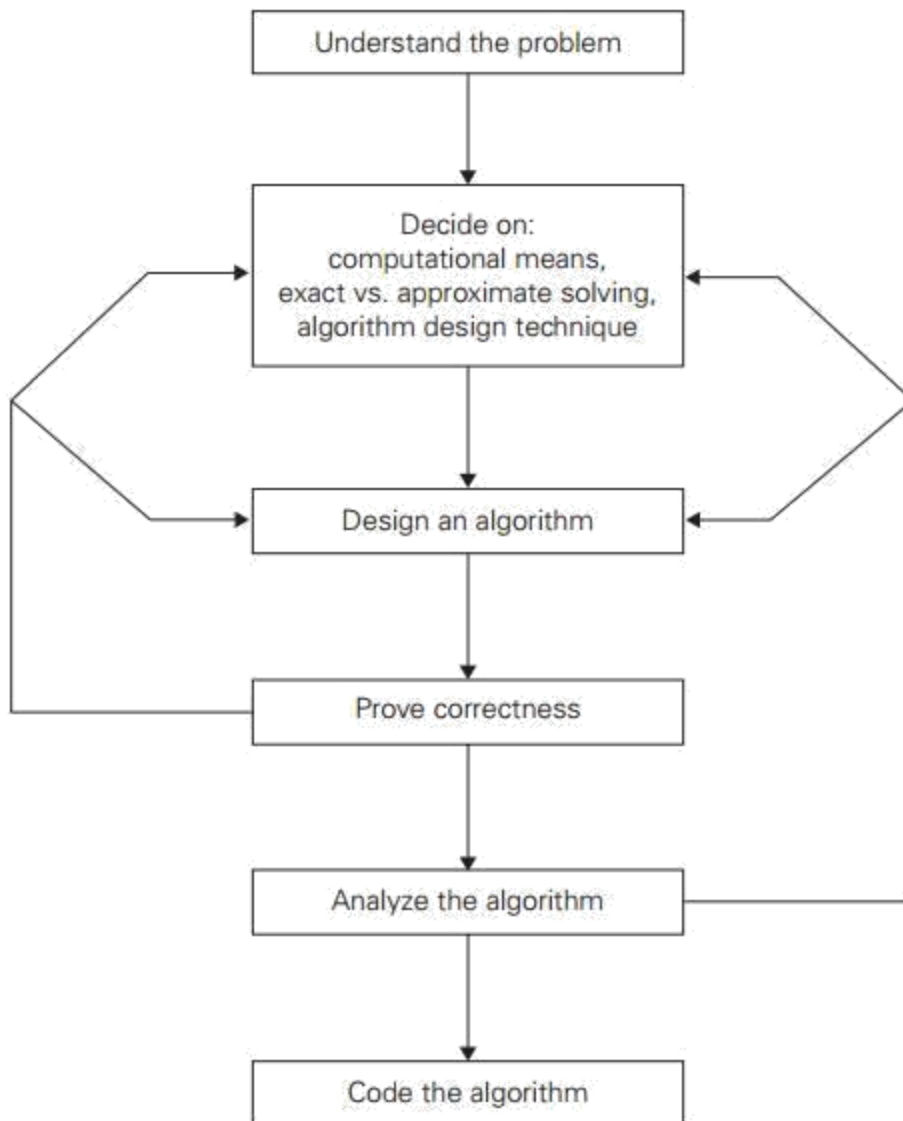 Understand the problem
Decide on:
computational means,
exact vs. approximate solving,
algorithm design technique
Design an algorithm
Prove correctness
Analyze the algorithm
Code the algorithm